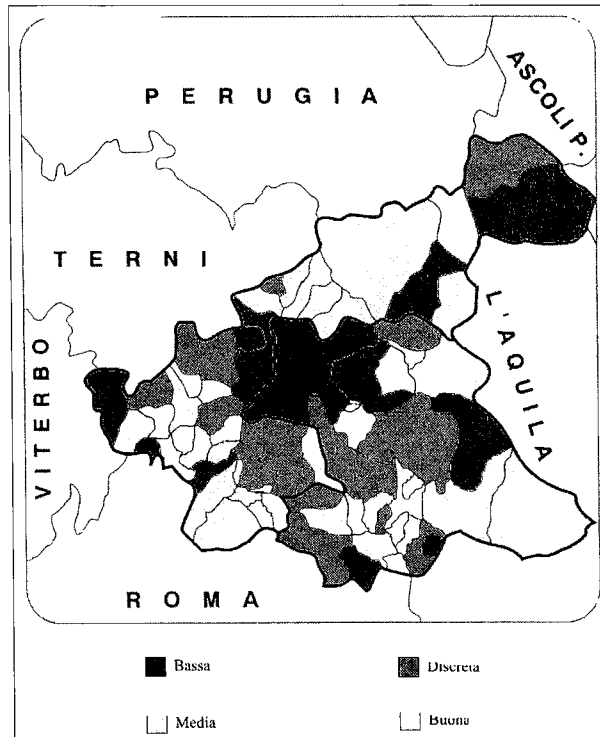 PERUGIA
ASCOLI P.
TERNI
L'AQUILA
VITERBO
ROMA
Bassa
Discreta
Media
Buona